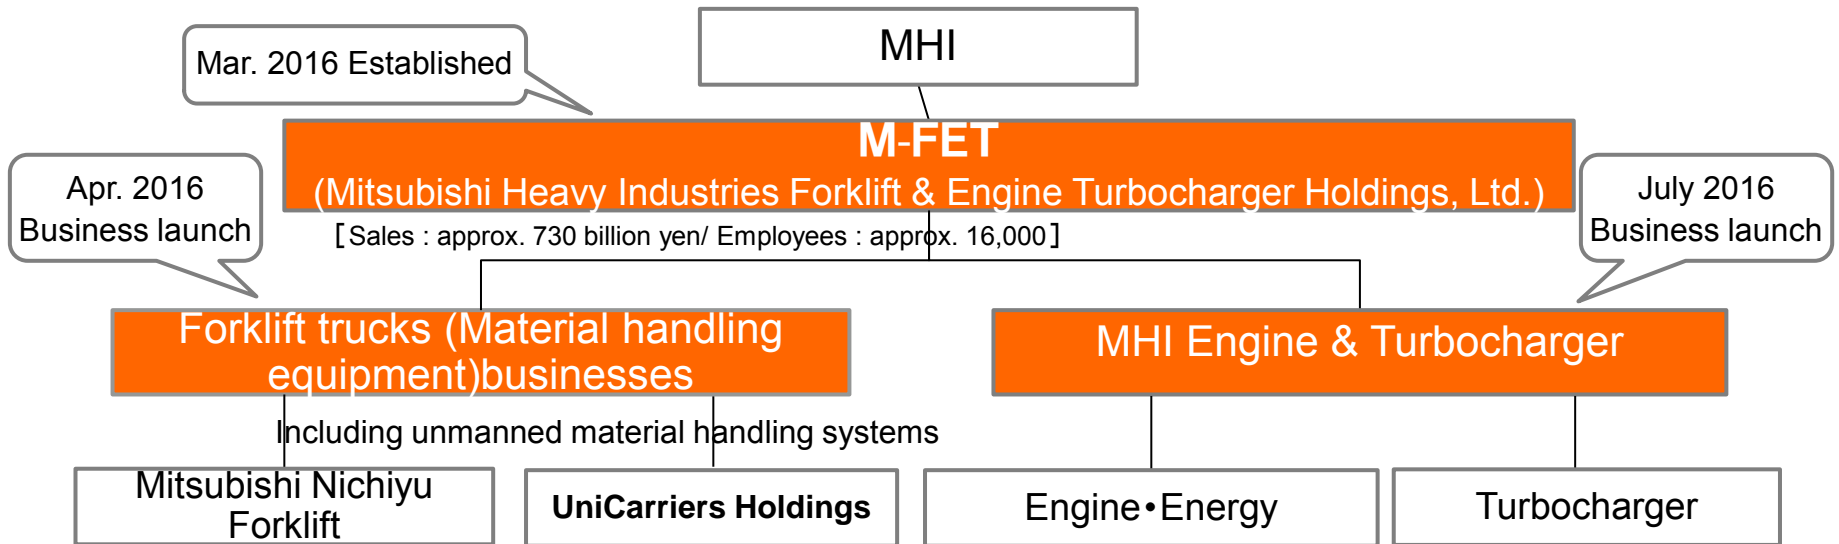 MHI
Mar. 2016 Established
M-FET
(Mitsubishi Heavy Industries Forklift & Engine Turbocharger Holdings, Ltd.)
Apr. 2016
Business launch
July 2016
Business launch
[Sales : approx. 730 billion yen/ Employees : approx. 16,000]
Forklift trucks (Material handling
equipment)businesses
MHI Engine & Turbocharger
Including unmanned material handling systems
Mitsubishi Nichiyu
Forklift
UniCarriers Holdings
Engine•Energy
Turbocharger